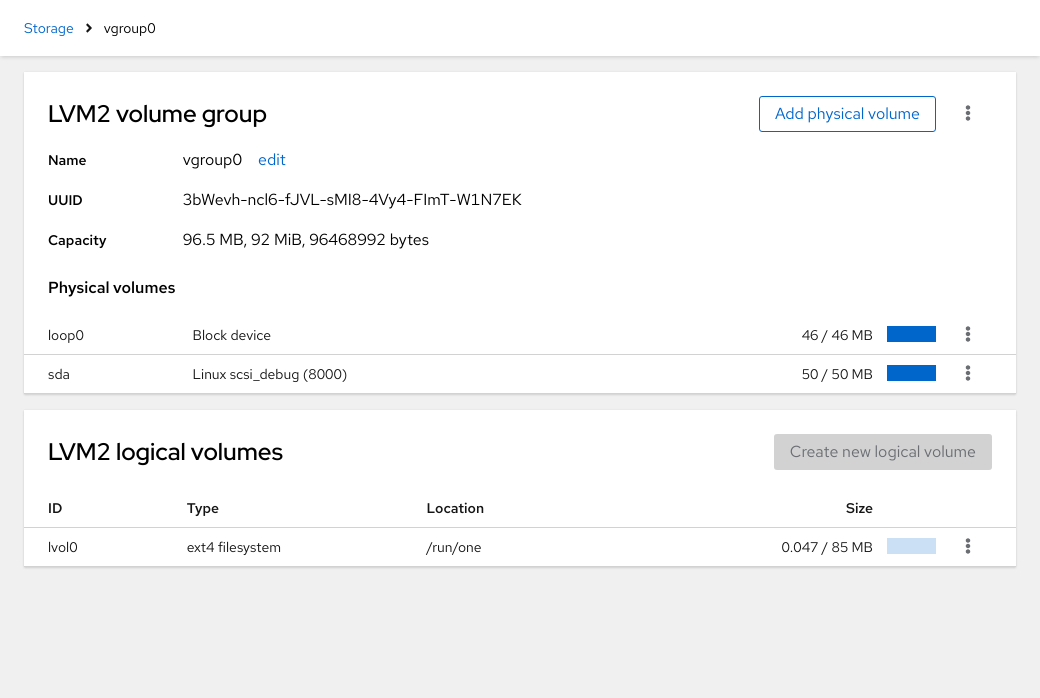 Storage vgroup0
LVM2 volume group
Add physical volume
Name vgroup0 edit
UUID 3bWevh-ncl6-fJVL-sMI8-4Vy4-FImT-W1N7EK
Capacity 96.5 MB, 92 MiB, 96468992 bytes
Physical volumes
loop0 Block device 46 / 46 MB
sda Linux scsi_debug (8000) 50 / 50 MB
LVM2 logical volumes
Create new logical volume
ID Type Location Size
lvol0 ext4 filesystem /run/one 0.047 / 85 MB